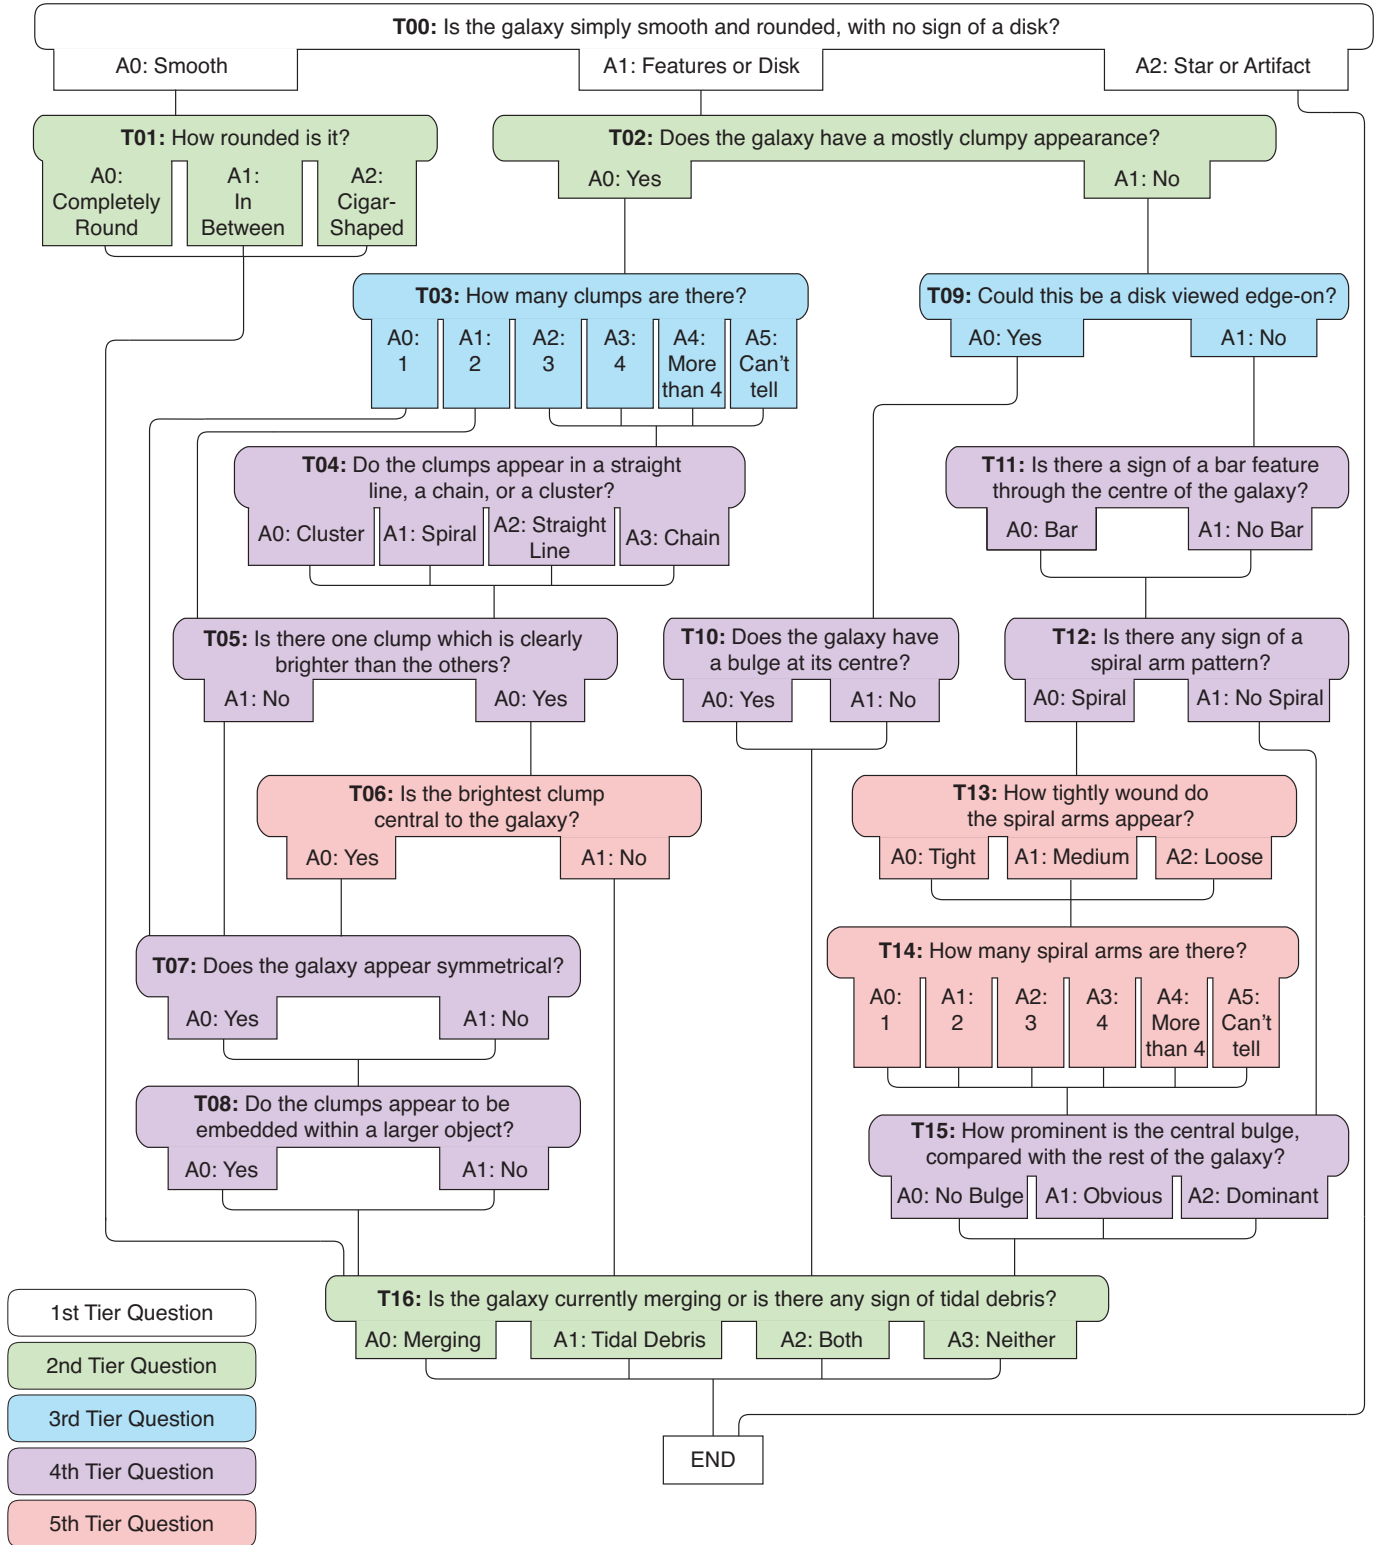 T00: Is the galaxy simply smooth and rounded, with no sign of a disk?
A0: Smooth
A1: Features or Disk
A2: Star or Artifact
T01: How rounded is it?
A0:
Completely
Round
A1:
In
Between
A2:
Cigar-
Shaped
T02: Does the galaxy have a mostly clumpy appearance?
A0: Yes
A1: No
T03: How many clumps are there?
A0:
1
A1:
2
A2:
3
A3:
4
A4:
More
than 4
A5:
Can't
tell
T09: Could this be a disk viewed edge-on?
A0: Yes
A1: No
T04: Do the clumps appear in a straight
line, a chain, or a cluster?
A0: Cluster
A1: Spiral
A2: Straight
Line
A3: Chain
T11: Is there a sign of a bar feature
through the centre of the galaxy?
A0: Bar
A1: No Bar
T05: Is there one clump which is clearly
brighter than the others?
A1: No
A0: Yes
T10: Does the galaxy have
a bulge at its centre?
A0: Yes
A1: No
T12: Is there any sign of a
spiral arm pattern?
A0: Spiral
A1: No Spiral
T06: Is the brightest clump
central to the galaxy?
A0: Yes
A1: No
T13: How tightly wound do
the spiral arms appear?
A0: Tight
A1: Medium
A2: Loose
T07: Does the galaxy appear symmetrical?
A0: Yes
A1: No
T14: How many spiral arms are there?
A0:
1
A1:
2
A2:
3
A3:
4
A4:
More
than 4
A5:
Can't
tell
T08: Do the clumps appear to be
embedded within a larger object?
A0: Yes
A1: No
T15: How prominent is the central bulge,
compared with the rest of the galaxy?
A0: No Bulge
A1: Obvious
A2: Dominant
T16: Is the galaxy currently merging or is there any sign of tidal debris?
A0: Merging
A1: Tidal Debris
A2: Both
A3: Neither
END
1st Tier Question
2nd Tier Question
3rd Tier Question
4th Tier Question
5th Tier Question